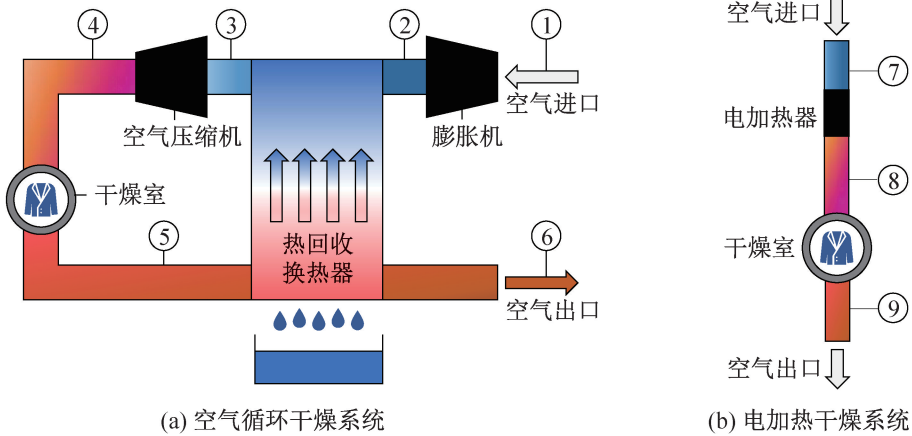 ④
③
②
①
空气进口
空气压缩机
膨胀机
干燥室
⑤
⑥
热回收
换热器
空气出口
(a) 空气循环干燥系统
空气进口
⑦
电加热器
⑧
干燥室
⑨
空气出口
(b) 电加热干燥系统